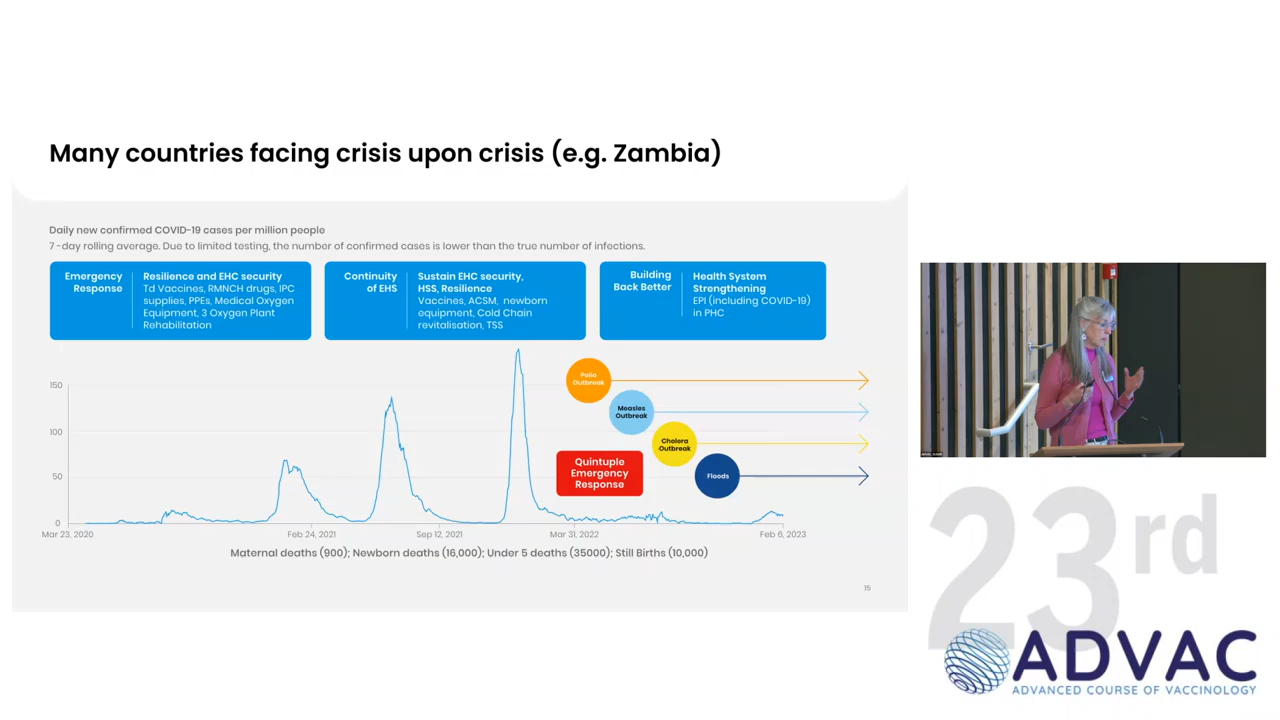 Many countries facing crisis upon crisis (e.g. Zambia)
Daily new confirmed COVID-19 cases per million people
7 -day rolling average. Due to limited testing, the number of confirmed cases is lower than the true number of infections.
Emergency
Response
Resilience and EHC security
Td Vaccines, RMNCH drugs, IPC
supplies, PPEs, Medical Oxygen
Equipment, 3 Oxygen Plant
Rehabilitation
Continuity
of EHS
Sustain EHC security,
HSS, Resilience
Vaccines, ACSM, newborn
equipment, Cold Chain
revitalisation, TSS
Building
Back Better
Health System
Strengthening
EPI (including COVID-19)
in PHC
150
100
50
0
Polio
Outbreak
Measles
Outbreak
Cholera
Outbreak
Floods
Quintuple
Emergency
Response
Mar 23, 2020
Feb 24, 2021
Sep 12, 2021
Mar 31, 2022
Feb 6, 2023
Maternal deaths (900); Newborn deaths (16,000); Under 5 deaths (35000); Still Births (10,000)
15
23rd
ADVAC
ADVANCED COURSE OF VACCINOLOGY